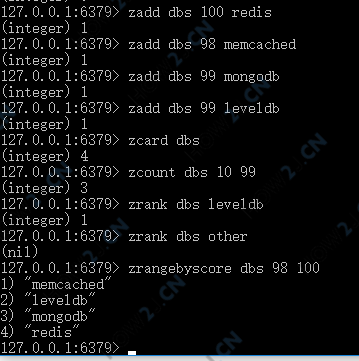 127.0.0.1:6379> zadd dbs 100 redis
(integer) 1
127.0.0.1:6379> zadd dbs 98 memcached
(integer) 1
127.0.0.1:6379> zadd dbs 99 mongodb
(integer) 1
127.0.0.1:6379> zadd dbs 99 leveldb
(integer) 1
127.0.0.1:6379> zcard dbs
(integer) 4
127.0.0.1:6379> zcount dbs 10 99
(integer) 3
127.0.0.1:6379> zrank dbs leveldb
(integer) 1
127.0.0.1:6379> zrank dbs other
(nil)
127.0.0.1:6379> zrangebyscore dbs 98 100
1) "memcached"
2) "leveldb"
3) "mongodb"
4) "redis"
127.0.0.1:6379>